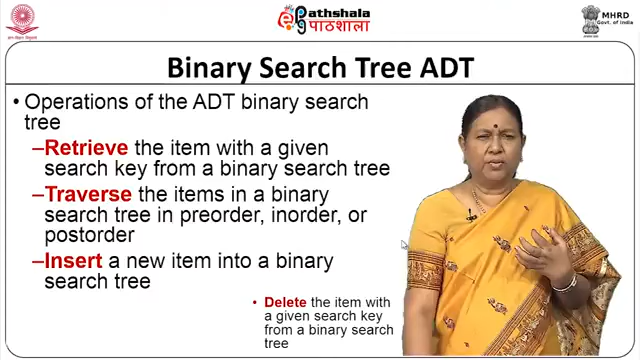 Pathshala
पाठशाला
MHRD
Govt. of India
Binary Search Tree ADT
• Operations of the ADT binary search
tree
–Retrieve the item with a given
search key from a binary search tree
–Traverse the items in a binary
search tree in preorder, inorder, or
postorder
–Insert a new item into a binary
search tree
• Delete the item with
a given search key
from a binary search
tree